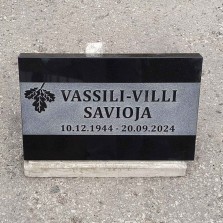 VASSILI-VILLI
SAVIOJA
10.12.1944 - 20.09.2024